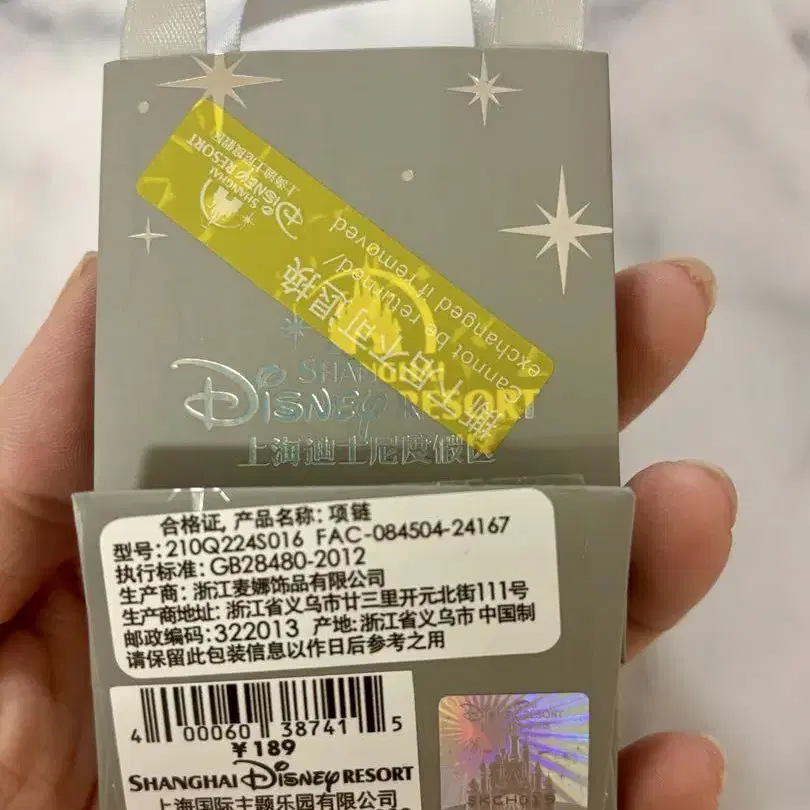 SHANGHAI
Disney RESORT
上海迪士尼度假区
撕下后不可退换
cannot be returned/
exchanged if removed
SHANGHAI
Disney RESORT
上海迪士尼度假区
合格证, 产品名称: 项链
型号: 210Q224S016 FAC-084504-24167
执行标准: GB28480-2012
生产商: 浙江麦娜饰品有限公司
生产商地址: 浙江省义乌市廿三里开元北街111号
邮政编码: 322013 产地: 浙江省义乌市 中国制
请保留此包装信息以作日后参考之用
4 00060 38741 5
¥189
SHANGHAI Disney RESORT
上海国际主题乐园有限公司
Disney RESORT
SKCH019